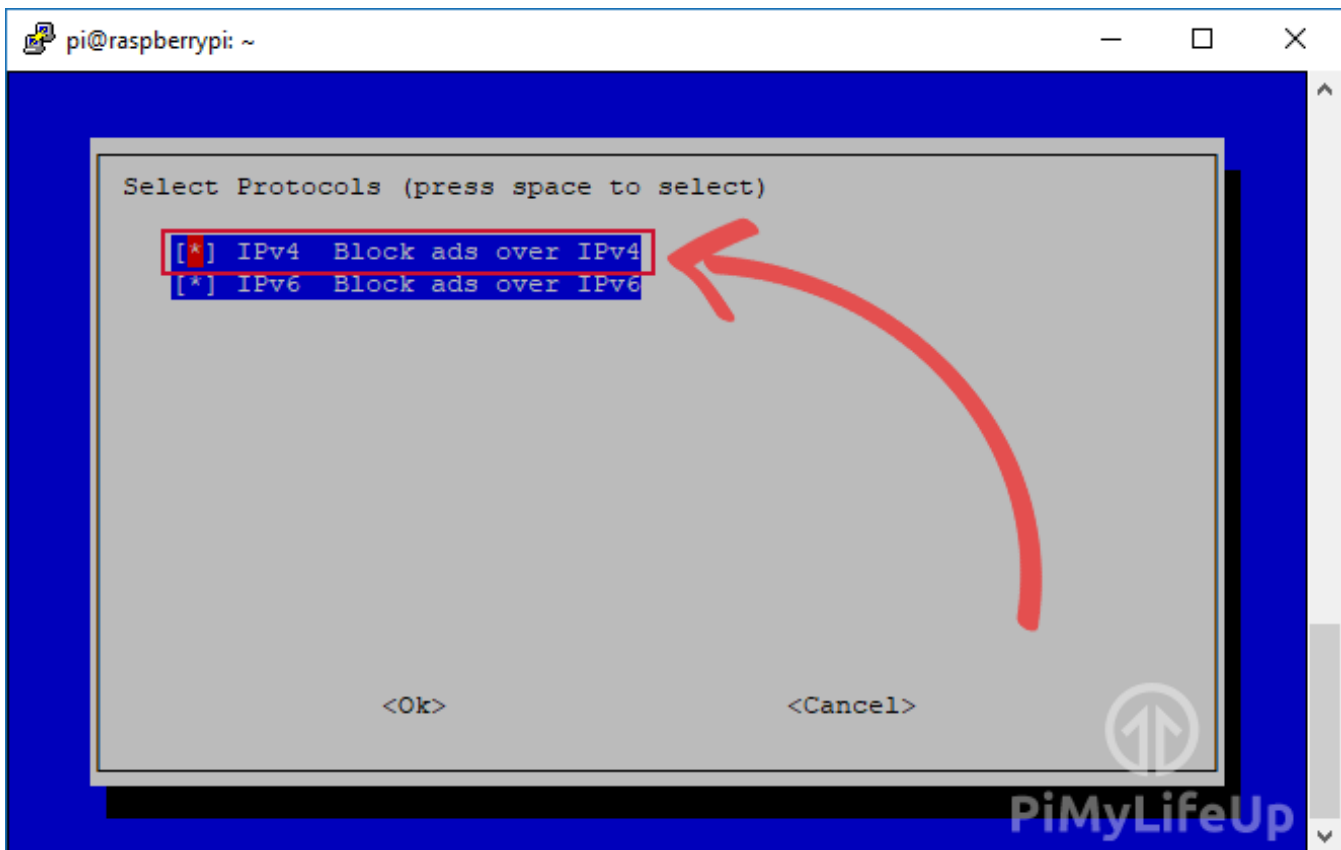 pi@raspberrypi: ~
Select Protocols (press space to select)
[*] IPv4  Block ads over IPv4
[*] IPv6  Block ads over IPv6
<Ok> <Cancel>
PiMyLifeUp